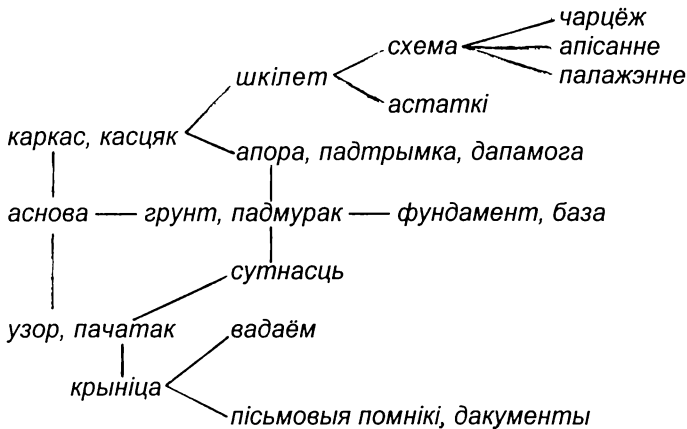 чарцёж
схема
апісанне
шкілет
палажэнне
астаткі
каркас, касцяк
апора, падтрымка, дапамога
аснова
грунт, падмурак
фундамент, база
сутнасць
узор, пачатак
вадаём
крыніца
пісьмовыя помнікі, дакументы